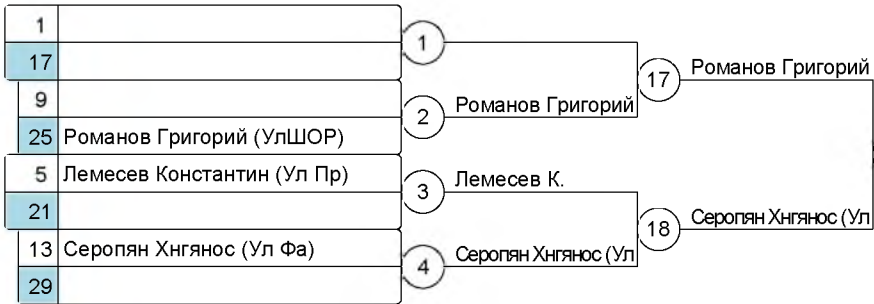 1
17
1
9
25 Романов Григорий (УлШОР)
2 Романов Григорий
17 Романов Григорий
5 Лемесев Константин (Ул Пр)
21
3 Лемесев К.
13 Серопян Хнгянос (Ул Фа)
29
4 Серопян Хнгянос (Ул
18 Серопян Хнгянос (Ул